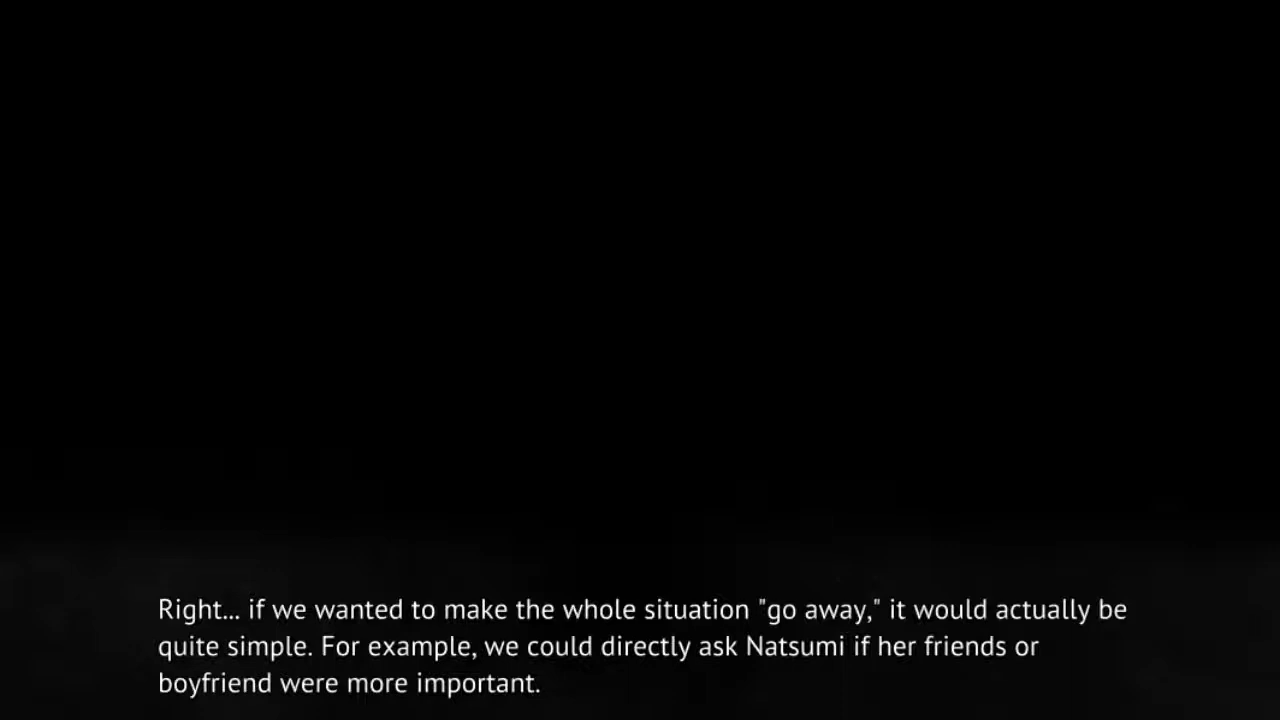 Right... if we wanted to make the whole situation "go away," it would actually be
quite simple. For example, we could directly ask Natsumi if her friends or
boyfriend were more important.